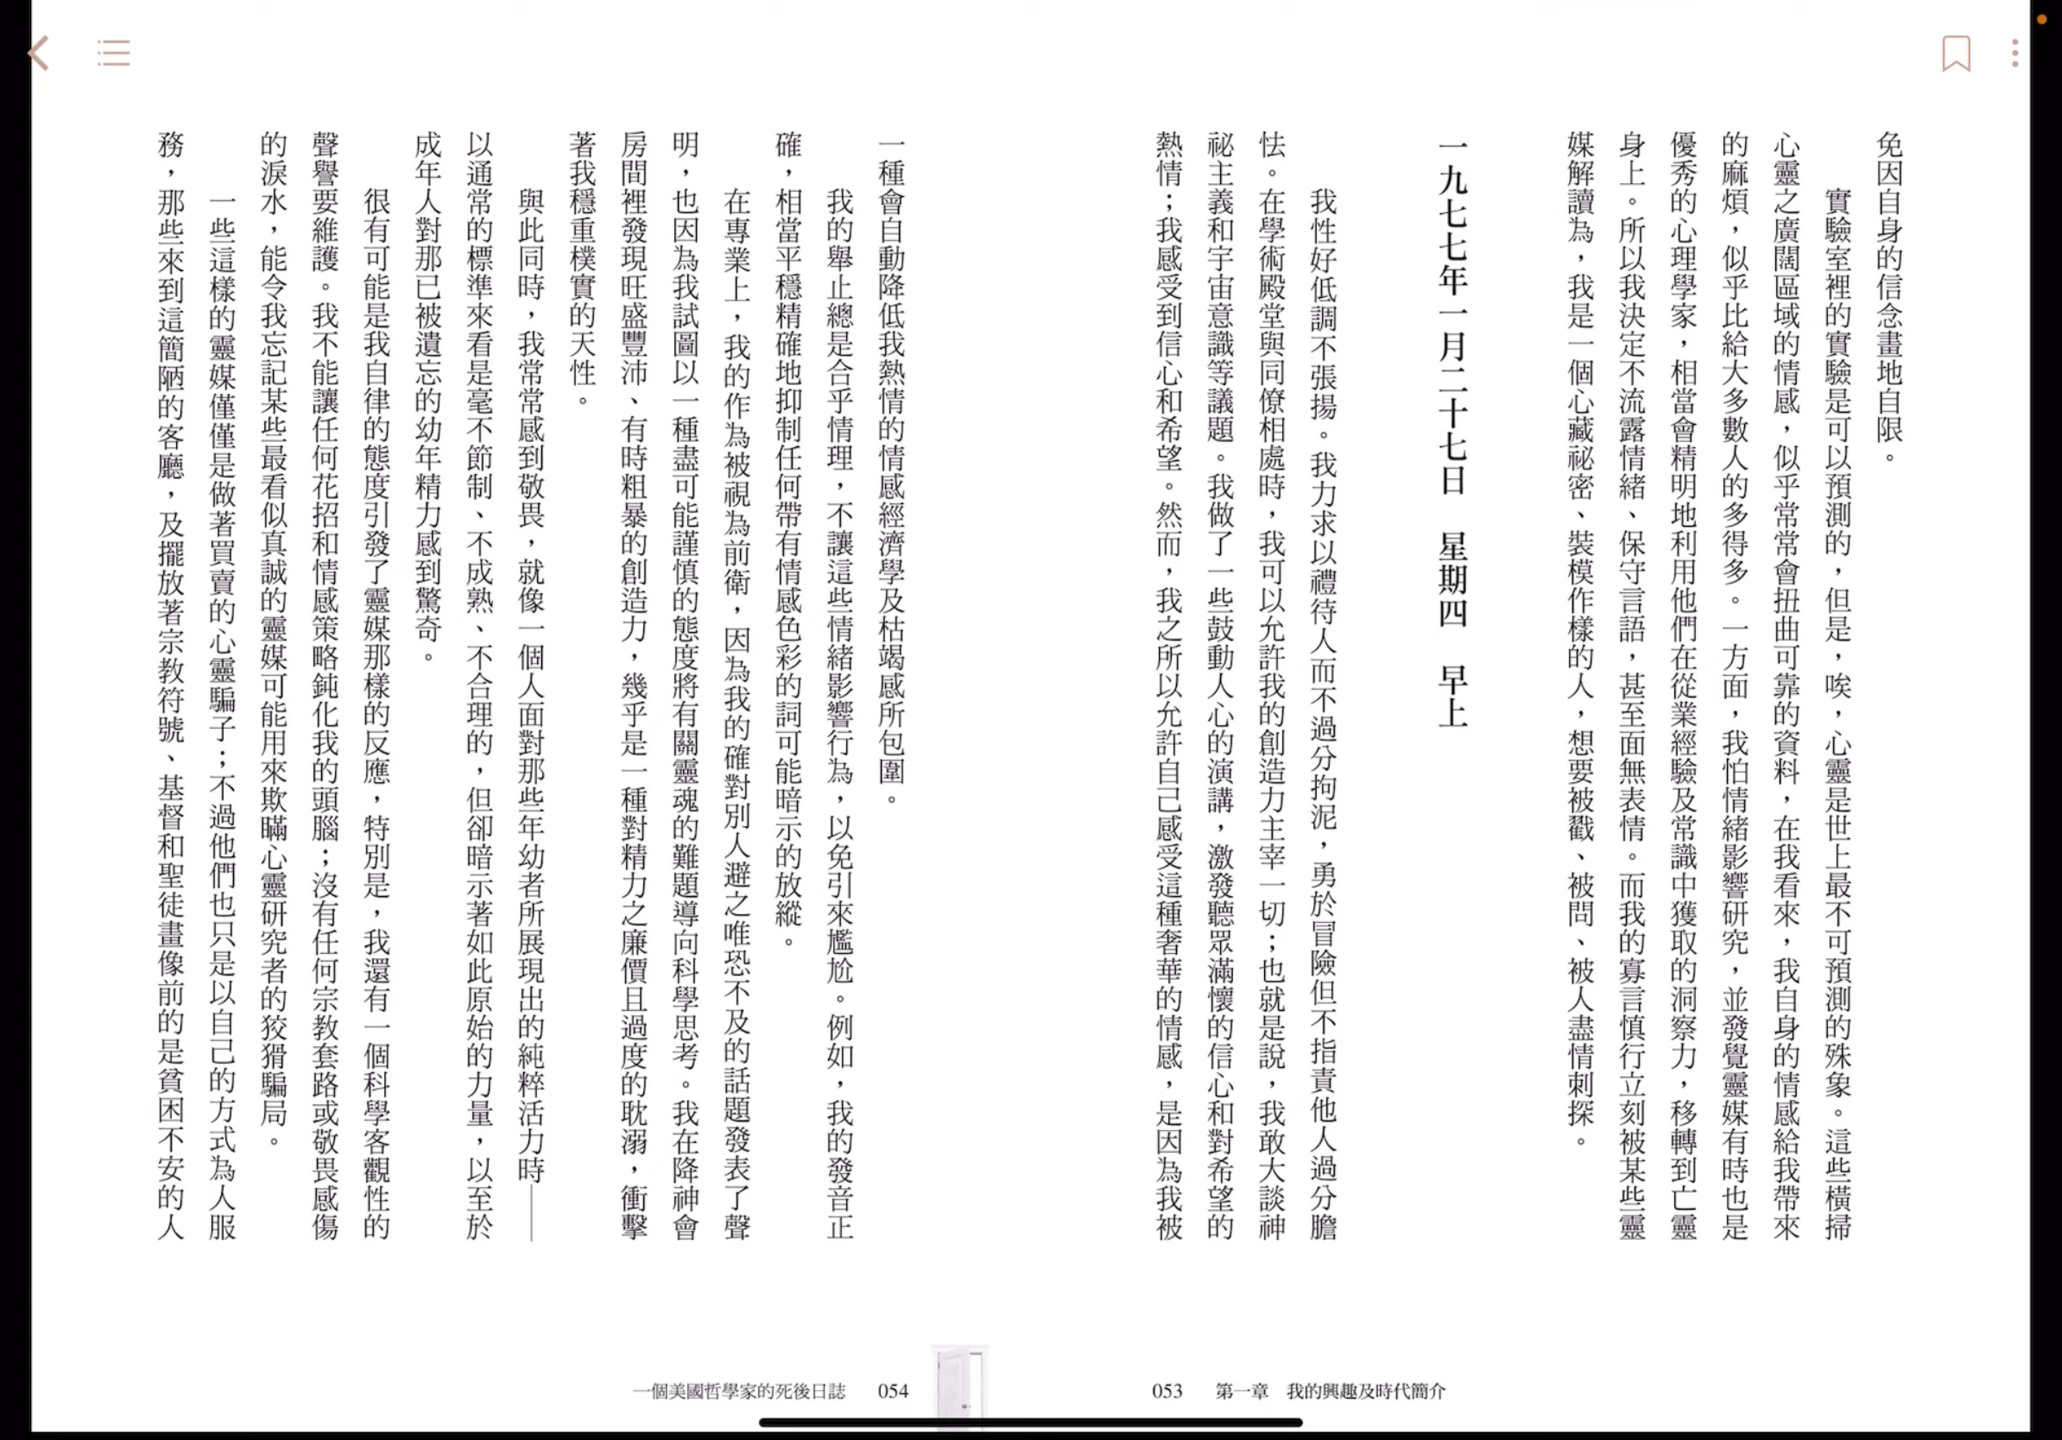 免因自身的信念畫地自限。
實驗室裡的實驗是可以預測的，但是，唉，心靈是世上最不可預測的殊象。這些橫掃
心靈之廣闊區域的情感，似乎常常會扭曲可靠的資料，在我看來，我自身的情感給我帶來
的麻煩，似乎比給大多數人的多得多。一方面，我怕情緒影響研究，並發覺靈媒有時也是
優秀的心理學家，相當會精明地利用他們在從業經驗及常識中獲取的洞察力，移轉到亡靈
身上。所以我決定不流露情緒、保守言語，甚至面無表情。而我的寡言慎行立刻被某些靈
媒解讀為，我是一個心藏祕密、裝模作樣的人，想要被戳、被問、被人盡情刺探。
一九七七年一月二十七日　星期四　早上
我性好低調不張揚。我力求以禮待人而不過分拘泥，勇於冒險但不指責他人過分膽
怯。在學術殿堂與同僚相處時，我可以允許我的創造力主宰一切；也就是說，我敢大談神
祕主義和宇宙意識等議題。我做了一些鼓動人心的演講，激發聽眾滿懷的信心和對希望的
熱情；我感受到信心和希望。然而，我之所以允許自己感受這種奢華的情感，是因為我被
053　第一章　我的興趣及時代簡介
一種會自動降低我熱情的情感經濟學及枯竭感所包圍。
我的舉止總是合乎情理，不讓這些情緒影響行為，以免引來尷尬。例如，我的發音正
確，相當平穩精確地抑制任何帶有情感色彩的詞可能暗示的放縱。
在專業上，我的作為被視為前衛，因為我的確對別人避之唯恐不及的話題發表了聲
明，也因為我試圖以一種盡可能謹慎的態度將有關靈魂的難題導向科學思考。我在降神會
房間裡發現旺盛豐沛、有時粗暴的創造力，幾乎是一種對精力之廉價且過度的耽溺，衝擊
著我穩重樸實的天性。
與此同時，我常常感到敬畏，就像一個人面對那些年幼者所展現出的純粹活力時——
以通常的標準來看是毫不節制、不成熟、不合理的，但卻暗示著如此原始的力量，以至於
成年人對那已被遺忘的幼年精力感到驚奇。
很有可能是我自律的態度引發了靈媒那樣的反應，特別是，我還有一個科學客觀性的
聲譽要維護。我不能讓任何花招和情感策略鈍化我的頭腦；沒有任何宗教套路或敬畏感傷
的淚水，能令我忘記某些最看似真誠的靈媒可能用來欺瞞心靈研究者的狡猾騙局。
一些這樣的靈媒僅僅是做著買賣的心靈騙子；不過他們也只是以自己的方式為人服
務，那些來到這簡陋的客廳，及擺放著宗教符號、基督和聖徒畫像前的是貧困不安的人
一個美國哲學家的死後日誌　054